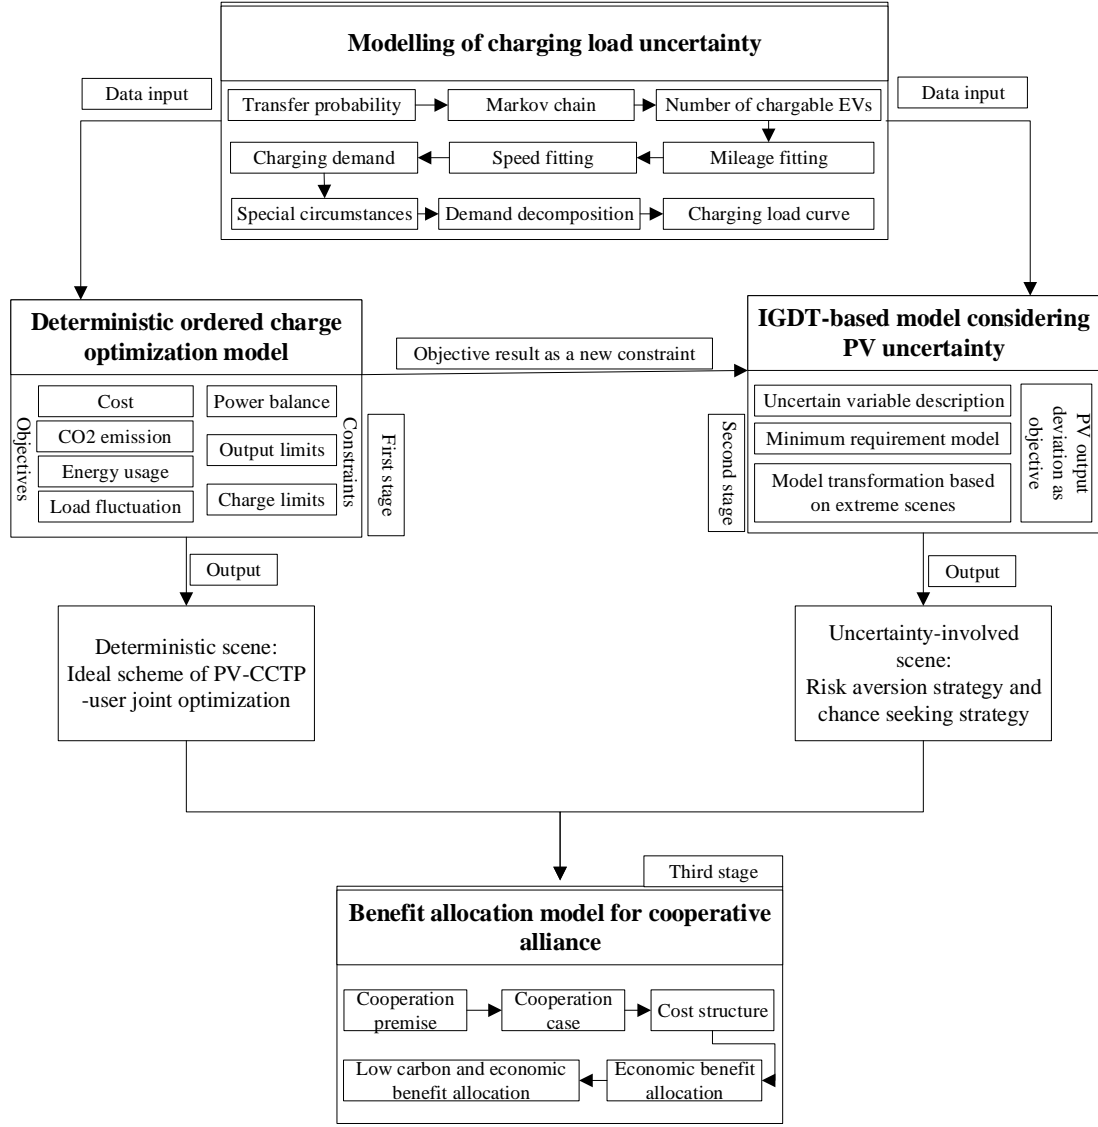 Modelling of charging load uncertainty
Data input
Data input
Transfer probability
Markov chain
Number of chargable EVs
Charging demand
Speed fitting
Mileage fitting
Special circumstances
Demand decomposition
Charging load curve
Deterministic ordered charge
optimization model
Objective result as a new constraint
IGDT-based model considering
PV uncertainty
Objectives
Cost
CO2 emission
Energy usage
Load fluctuation
Power balance
Output limits
Charge limits
Constraints
First stage
Second stage
Uncertain variable description
Minimum requirement model
Model transformation based
on extreme scenes
PV output
deviation as
objective
Output
Output
Deterministic scene:
Ideal scheme of PV-CCTP
-user joint optimization
Uncertainty-involved
scene:
Risk aversion strategy and
chance seeking strategy
Third stage
Benefit allocation model for cooperative
alliance
Cooperation
premise
Cooperation
case
Cost structure
Low carbon and economic
benefit allocation
Economic benefit
allocation